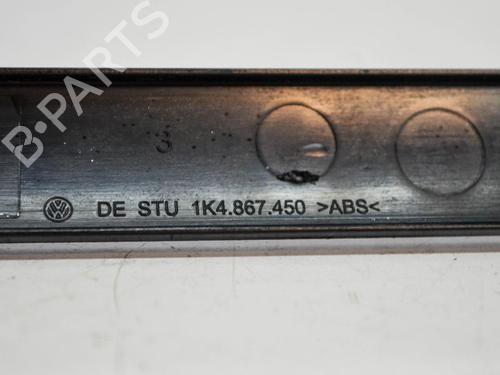 B-PARTS
3
DE STU 1K4.867.450 >ABS<